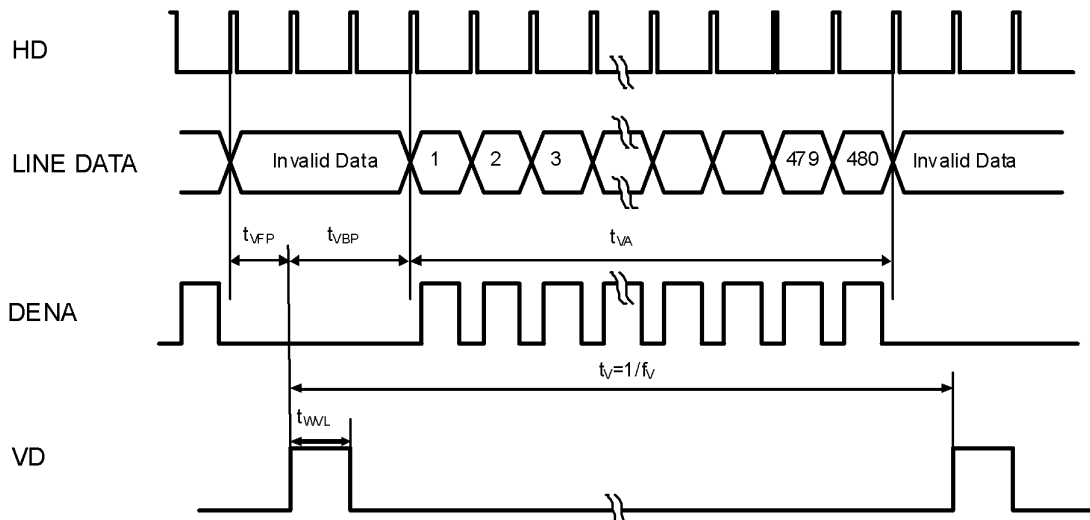 HD
LINE DATA
Invalid Data 1 2 3 479 480 Invalid Data
tVFP tVBP tVA
DENA
tV=1/fV
tWVL
VD